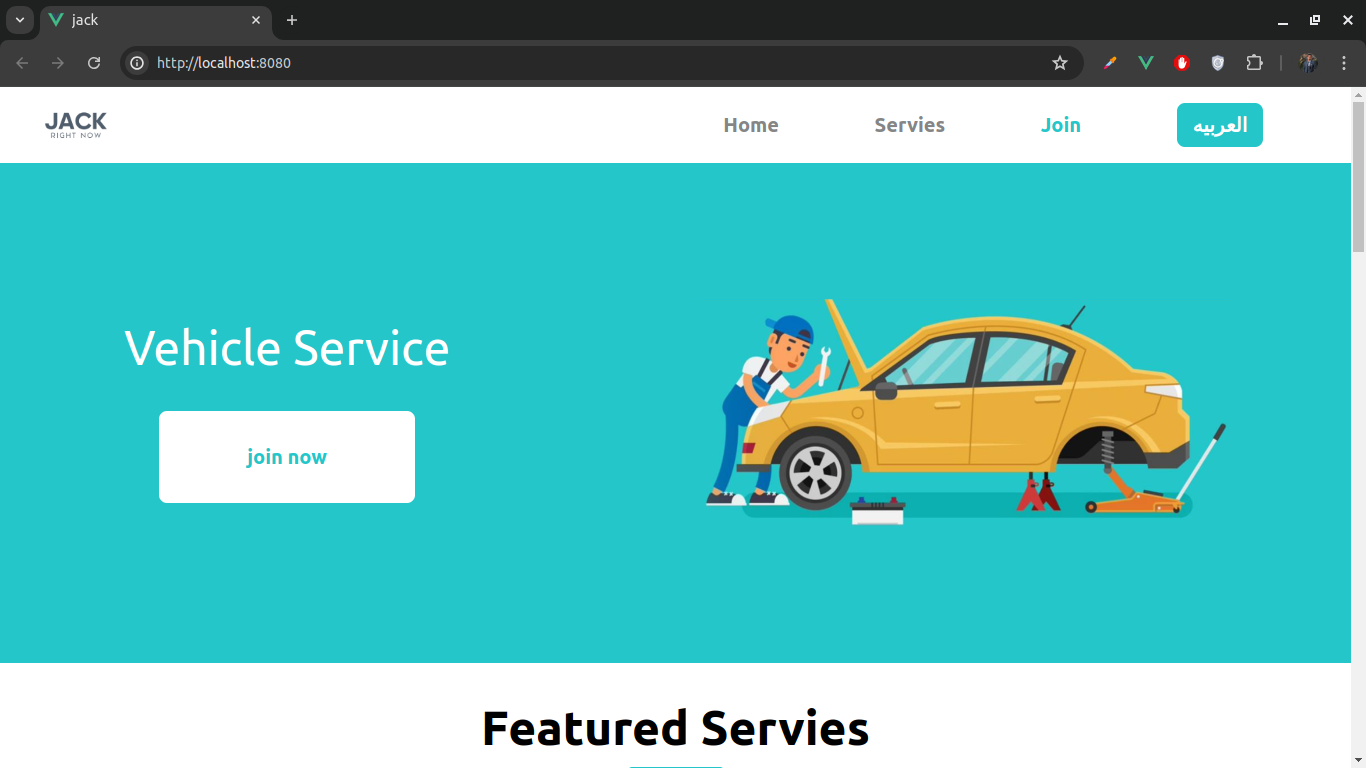 jack
http://localhost:8080
JACK
RIGHT NOW
Home
Servies
Join
العربيه
Vehicle Service
join now
Featured Servies